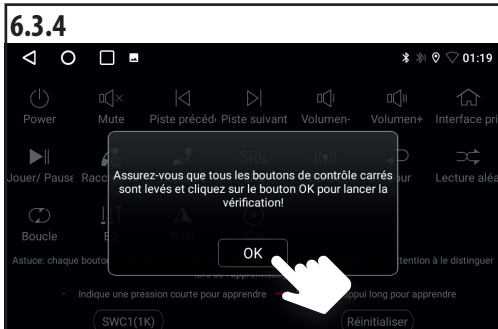 6.3.4
01:19
Power Mute Piste précéd Piste suivant Volumen- Volumen+ Interface pri
Assurez-vous que tous les boutons de contrôle carrés
sont levés et cliquez sur le bouton OK pour lancer la
vérification!
Jouer/ Pause Racc SRC Lecture aléa
OK
Boucle
Astuce: chaque bouton attention à le distinguer
Indique une pression courte pour apprendre appui long pour apprendre
SWC1(1K) Réinitialiser